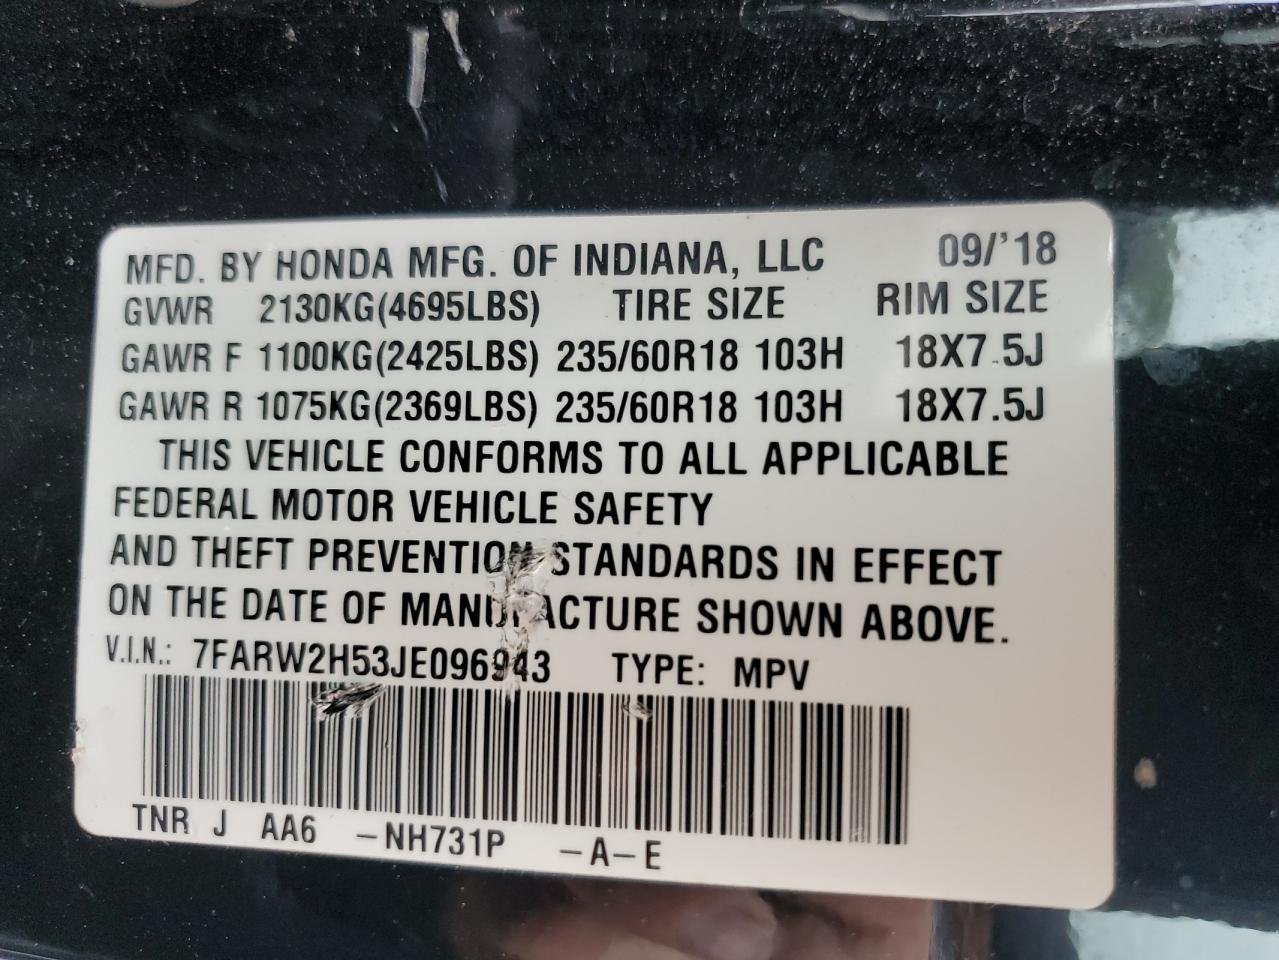 MFD. BY HONDA MFG. OF INDIANA, LLC 09/'18
GVWR 2130KG(4695LBS) TIRE SIZE RIM SIZE
GAWR F 1100KG(2425LBS) 235/60R18 103H 18X7.5J
GAWR R 1075KG(2369LBS) 235/60R18 103H 18X7.5J
THIS VEHICLE CONFORMS TO ALL APPLICABLE
FEDERAL MOTOR VEHICLE SAFETY
AND THEFT PREVENTION STANDARDS IN EFFECT
ON THE DATE OF MANUFACTURE SHOWN ABOVE.
V.I.N.: 7FARW2H53JE096943 TYPE: MPV
TNR J AA6 -NH731P -A-E